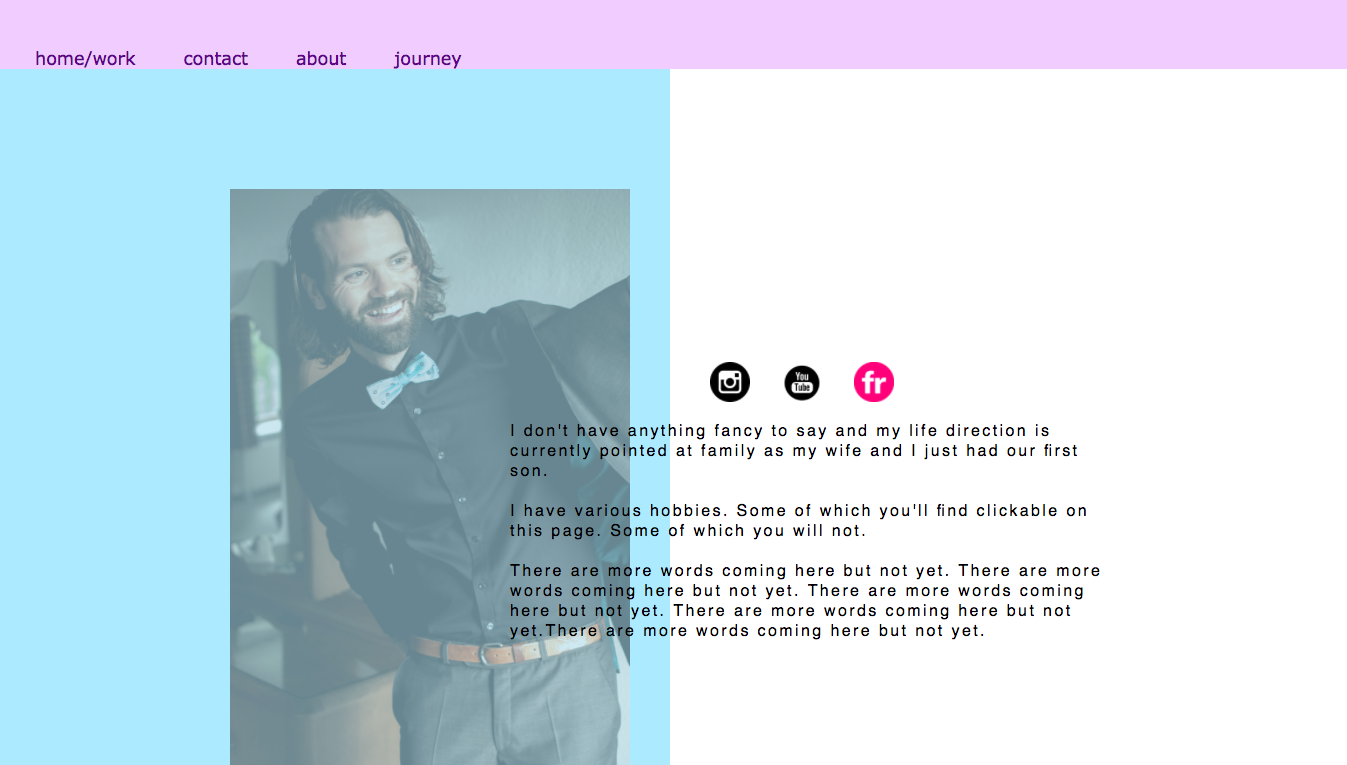 home/work contact about journey
You
Tube
fr
I don't have anything fancy to say and my life direction is
currently pointed at family as my wife and I just had our first
son.
I have various hobbies. Some of which you'll find clickable on
this page. Some of which you will not.
There are more words coming here but not yet. There are more
words coming here but not yet. There are more words coming
here but not yet. There are more words coming here but not
yet.There are more words coming here but not yet.